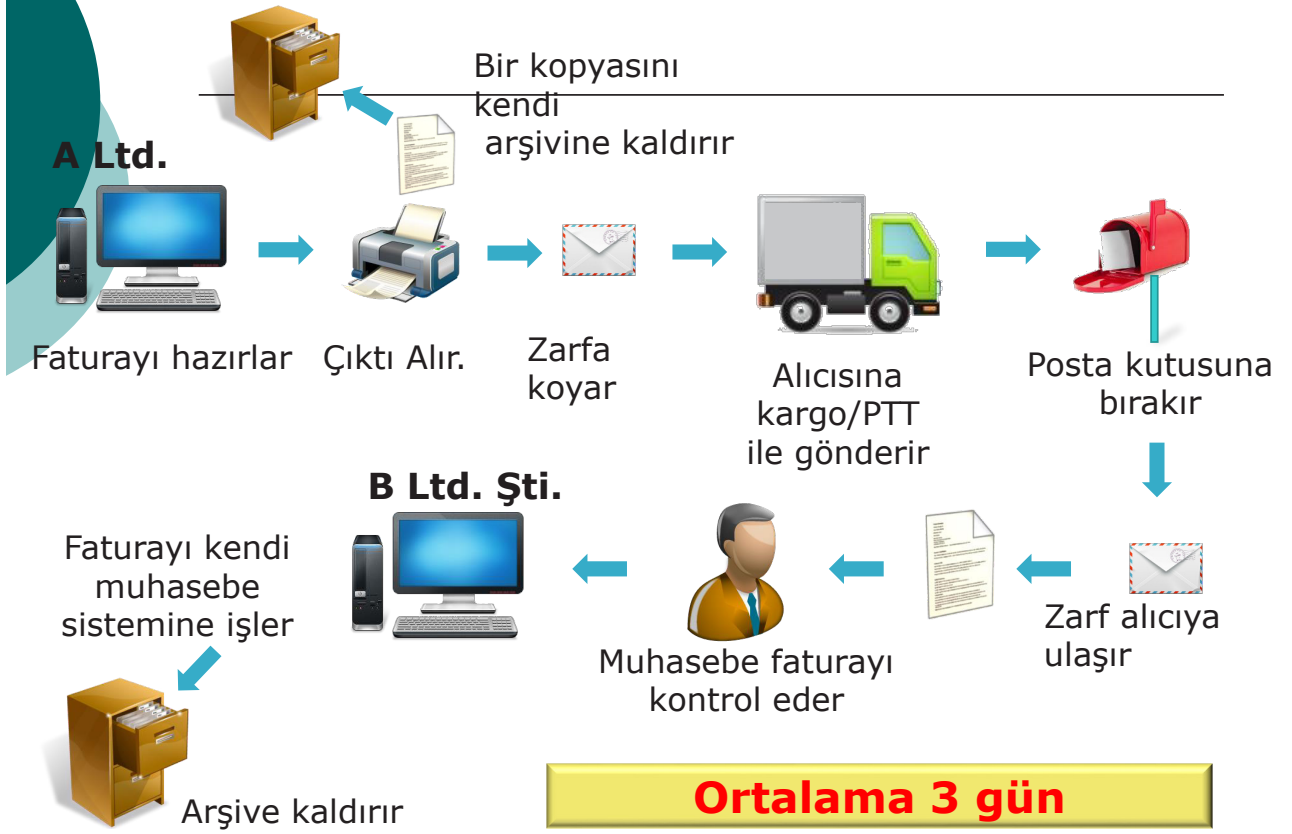 Bir kopyasını
kendi
arşivine kaldırır
A Ltd.
Faturayı hazırlar
Çıktı Alır.
Zarfa
koyar
Alıcısına
kargo/PTT
ile gönderir
Posta kutusuna
bırakır
Zarf alıcıya
ulaşır
Muhasebe faturayı
kontrol eder
B Ltd. Şti.
Faturayı kendi
muhasebe
sistemine işler
Arşive kaldırır
Ortalama 3 gün